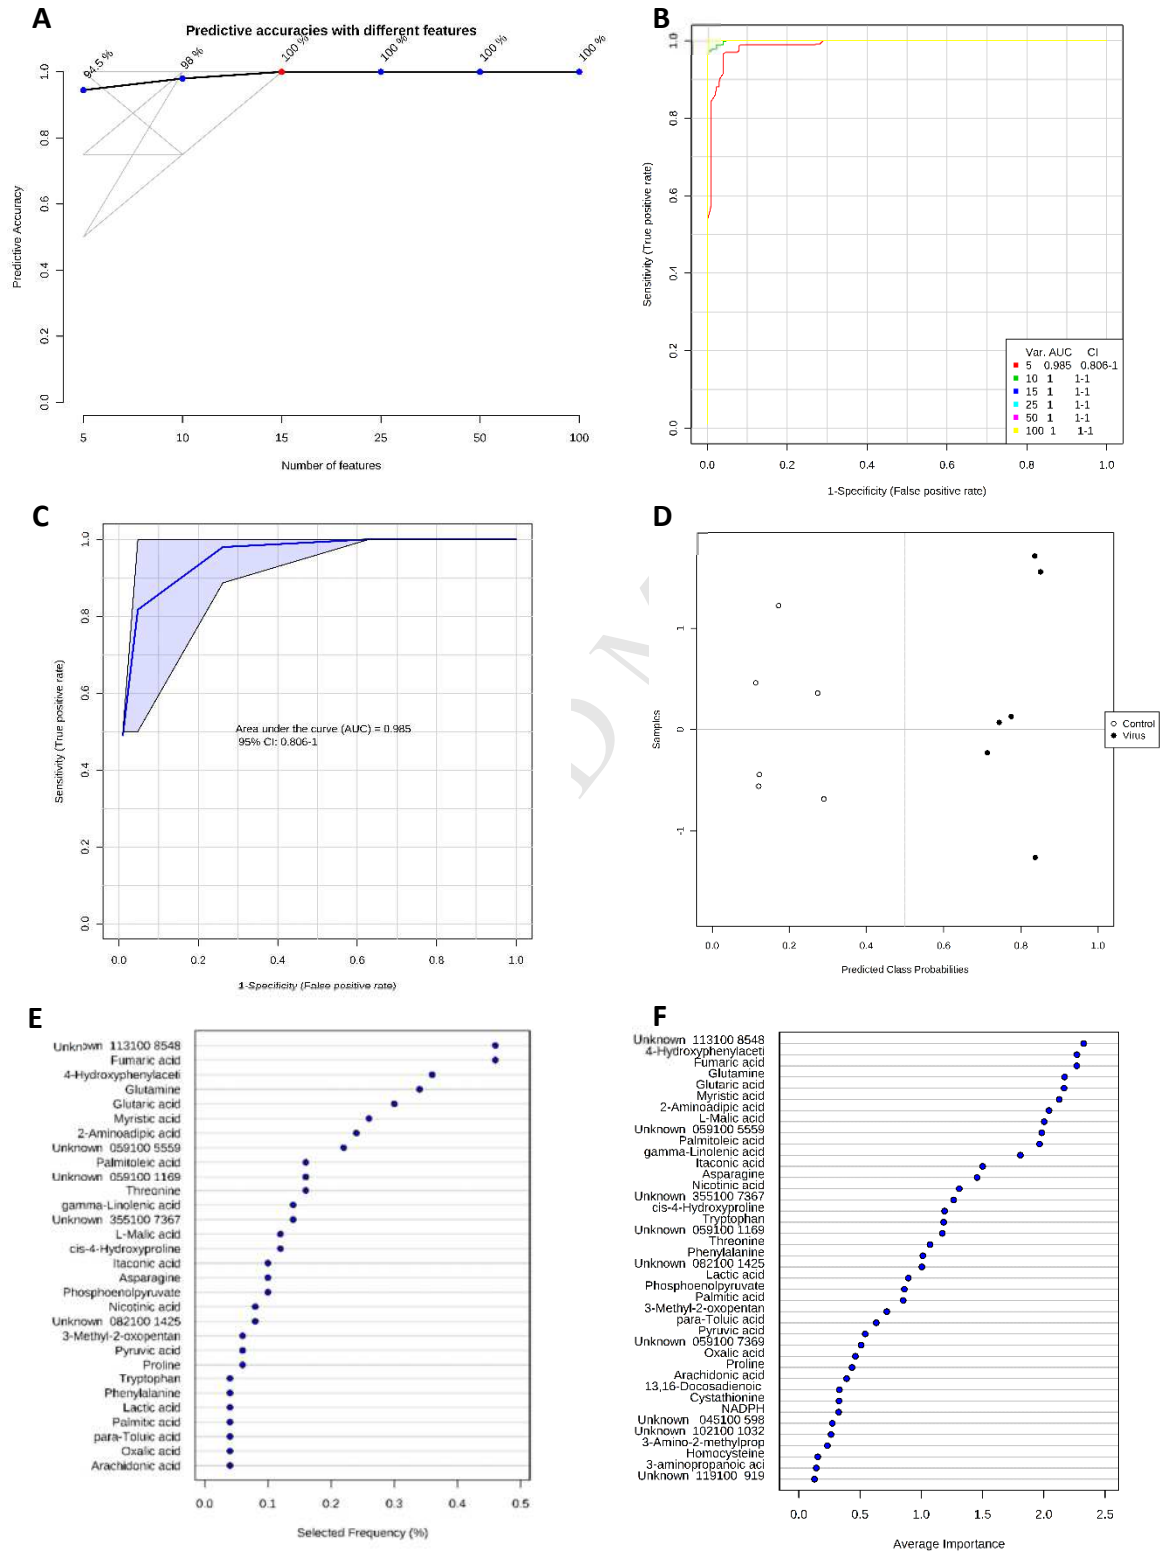 A
Predictive accuracies with different features
94.5 %
98 %
100 %
100 %
100 %
100 %
Predictive Accuracy
0.0
0.2
0.4
0.6
0.8
1.0
5
10
15
25
50
100
Number of features
B
Sensitivity (True positive rate)
0.0
0.2
0.4
0.6
0.8
1.0
Var. AUC CI
5 0.985 0.806-1
10 1 1-1
15 1 1-1
25 1 1-1
50 1 1-1
100 1 1-1
0.0
0.2
0.4
0.6
0.8
1.0
1-Specificity (False positive rate)
C
Sensitivity (True positive rate)
0.0
0.2
0.4
0.6
0.8
1.0
Area under the curve (AUC) = 0.985
95% CI: 0.806-1
0.0
0.2
0.4
0.6
0.8
1.0
1-Specificity (False positive rate)
D
Samples
-1
0
1
Control
Virus
0.0
0.2
0.4
0.6
0.8
1.0
Predicted Class Probabilities
E
Unknown 113100 8548
Fumaric acid
4-Hydroxyphenylaceti
Glutamine
Glutaric acid
Myristic acid
2-Aminoadipic acid
Unknown 059100 5559
Palmitoleic acid
Unknown 059100 1169
Threonine
gamma-Linolenic acid
Unknown 355100 7367
L-Malic acid
cis-4-Hydroxyproline
Itaconic acid
Asparagine
Phosphoenolpyruvate
Nicotinic acid
Unknown 082100 1425
3-Methyl-2-oxopentan
Pyruvic acid
Proline
Tryptophan
Phenylalanine
Lactic acid
Palmitic acid
para-Toluic acid
Oxalic acid
Arachidonic acid
0.0
0.1
0.2
0.3
0.4
0.5
Selected Frequency (%)
F
Unknown 113100 8548
4-Hydroxyphenylaceti
Fumaric acid
Glutamine
Glutaric acid
Myristic acid
2-Aminoadipic acid
L-Malic acid
Unknown 059100 5559
Palmitoleic acid
gamma-Linolenic acid
Itaconic acid
Asparagine
Nicotinic acid
Unknown 355100 7367
cis-4-Hydroxyproline
Tryptophan
Unknown 059100 1169
Threonine
Phenylalanine
Unknown 082100 1425
Lactic acid
Phosphoenolpyruvate
Palmitic acid
3-Methyl-2-oxopentan
para-Toluic acid
Pyruvic acid
Unknown 059100 7369
Oxalic acid
Proline
Arachidonic acid
13,16-Docosadienoic
Cystathionine
NADPH
Unknown 045100 598
Unknown 102100 1032
3-Amino-2-methylprop
Homocysteine
3-aminopropanoic aci
Unknown 119100 919
0.0
0.5
1.0
1.5
2.0
2.5
Average Importance